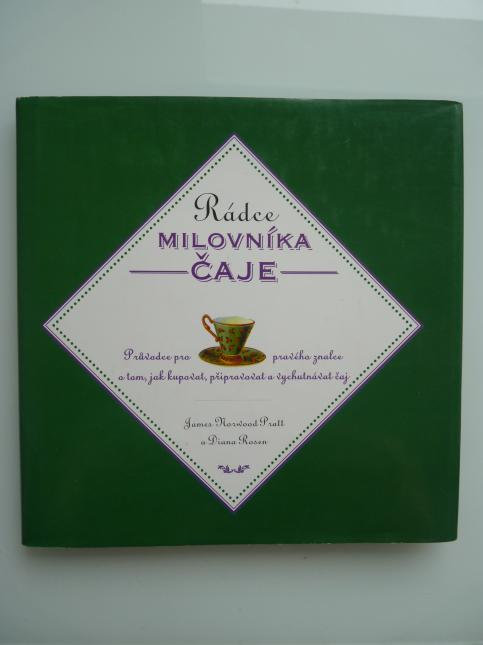 Rádce
MILOVNÍKA
ČAJE
Průvodce pro pravého znalce
o tom, jak kupovat, připravovat a vychutnávat čaj
James Norwood Pratt
a Diana Rosen